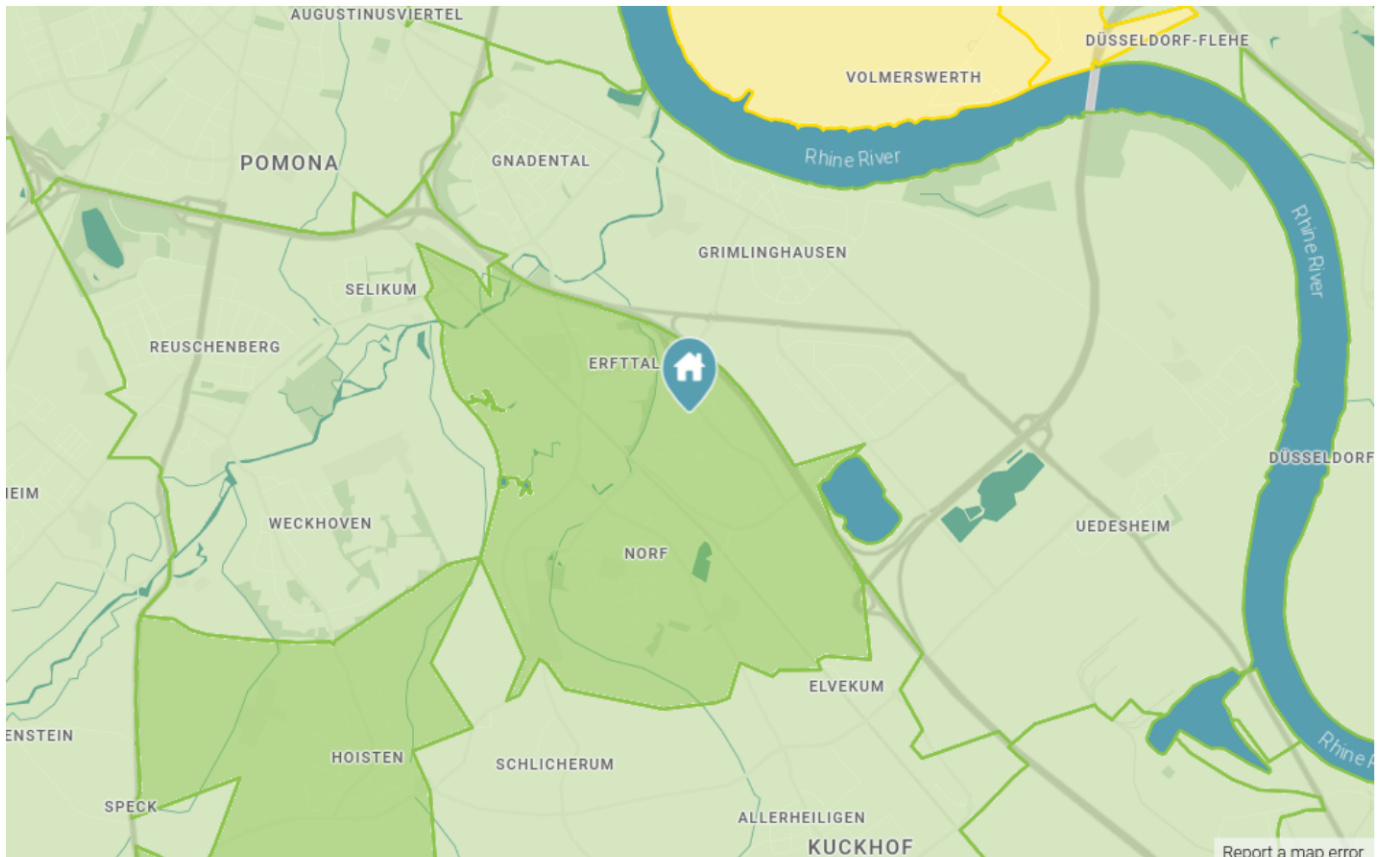 AUGUSTINUSVIERTEL
DÜSSELDORF-FLEHE
VOLMERSWERTH
POMONA
GNADENTAL
Rhine River
Rhine River
GRIMLINGHAUSEN
SELIKUM
REUSCHENBERG
ERFTTAL
DÜSSELDORF
HEIM
WECKHOVEN
UEDESHEIM
NORF
ELVEKUM
ENSTEIN
HOISTEN
SCHLICHERUM
Rhine R
SPECK
ALLERHEILIGEN
KUCKHOF
Report a map error